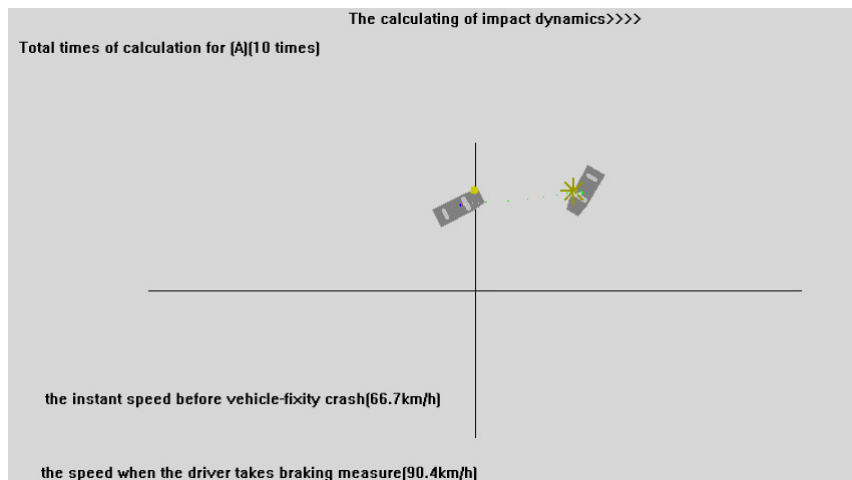 The calculating of impact dynamics>>>>
Total times of calculation for (A)(10 times)
the instant speed before vehicle-fixity crash(66.7km/h)
the speed when the driver takes braking measure(90.4km/h)